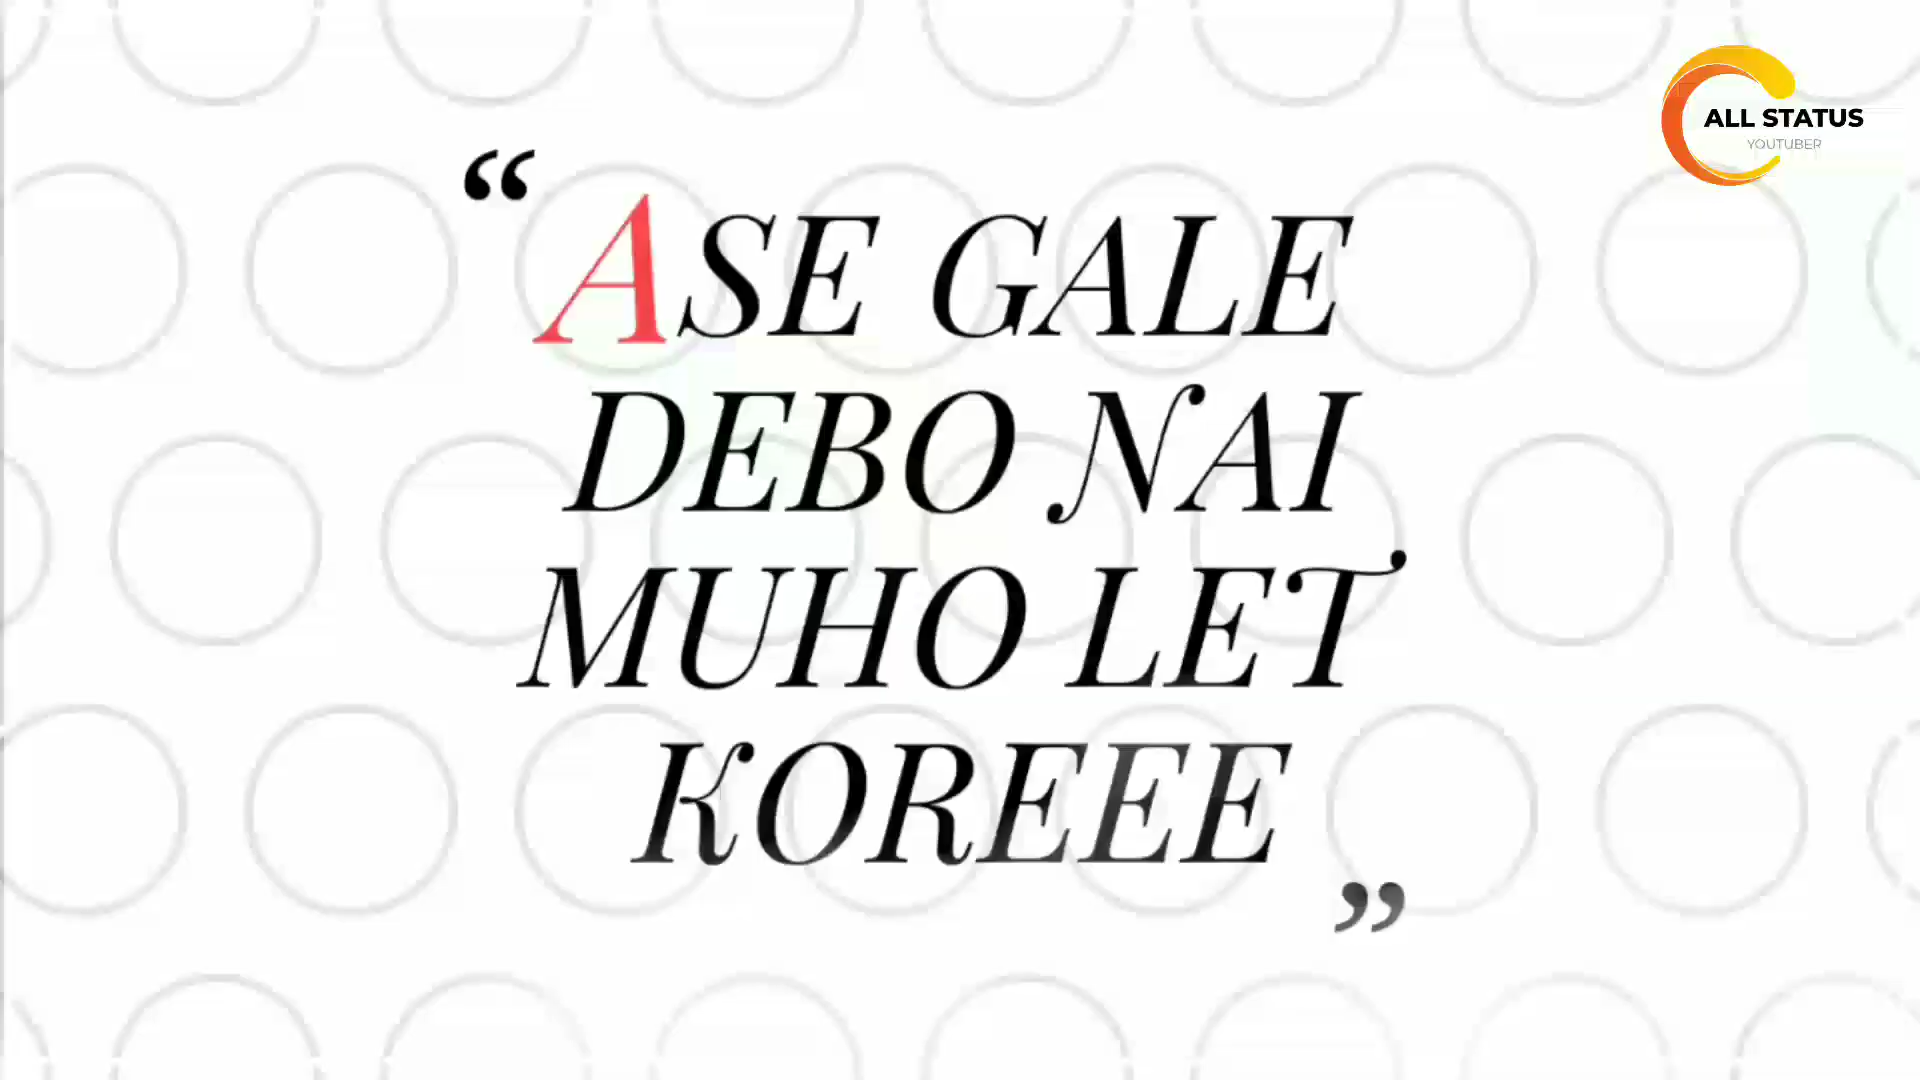 ALL STATUS
YOUTUBER
“ASE GALE
DEBO NAI
MUHO LET
KOREEE”